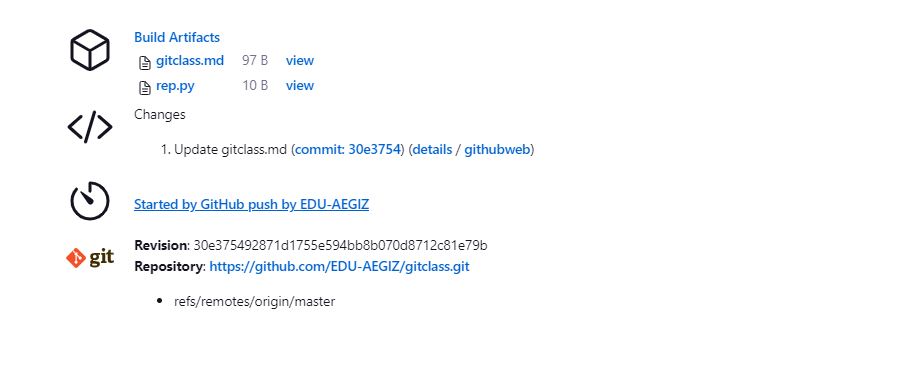 Build Artifacts
gitclass.md 97 B view
rep.py 10 B view
Changes
1. Update gitclass.md (commit: 30e3754) (details / githubweb)
Started by GitHub push by EDU-AEGIZ
git
Revision: 30e375492871d1755e594bb8b070d8712c81e79b
Repository: https://github.com/EDU-AEGIZ/gitclass.git
• refs/remotes/origin/master